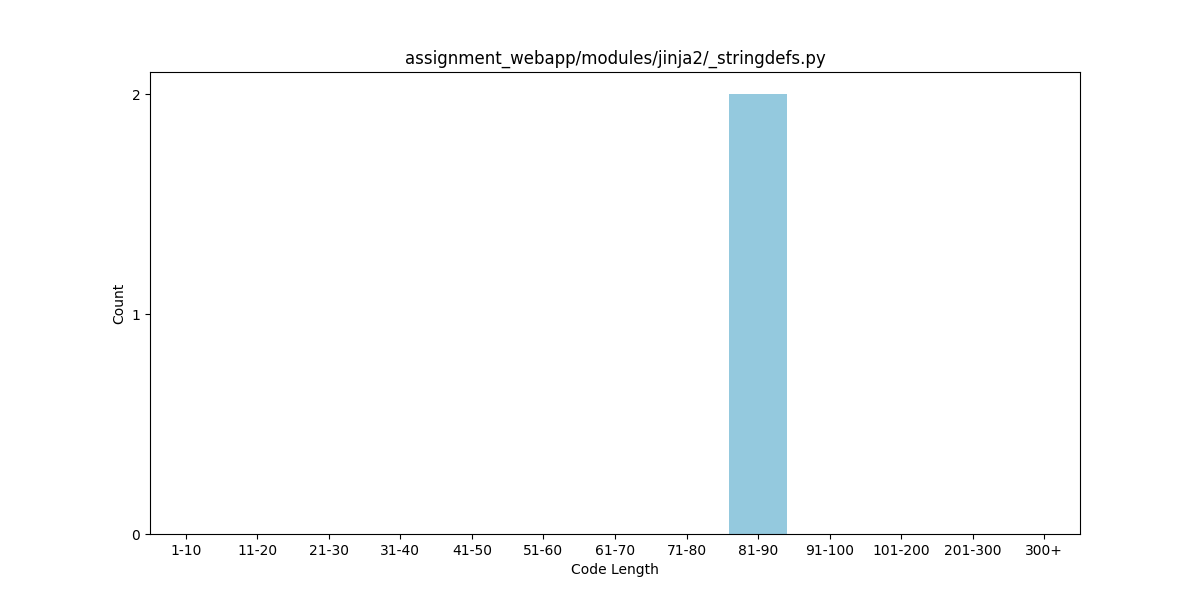 assignment_webapp/modules/jinja2/_stringdefs.py
2
1
0
Count
1-10 11-20 21-30 31-40 41-50 51-60 61-70 71-80 81-90 91-100 101-200 201-300 300+
Code Length